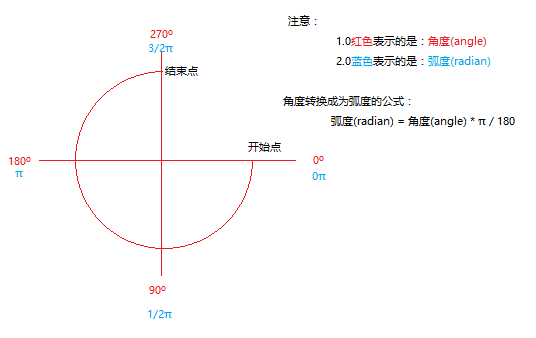 270º
3/2π
结束点
开始点
180º
π
0º
0π
90º
1/2π
注意：
1.0红色表示的是：角度(angle)
2.0蓝色表示的是：弧度(radian)
角度转换成为弧度的公式：
弧度(radian) = 角度(angle) * π / 180